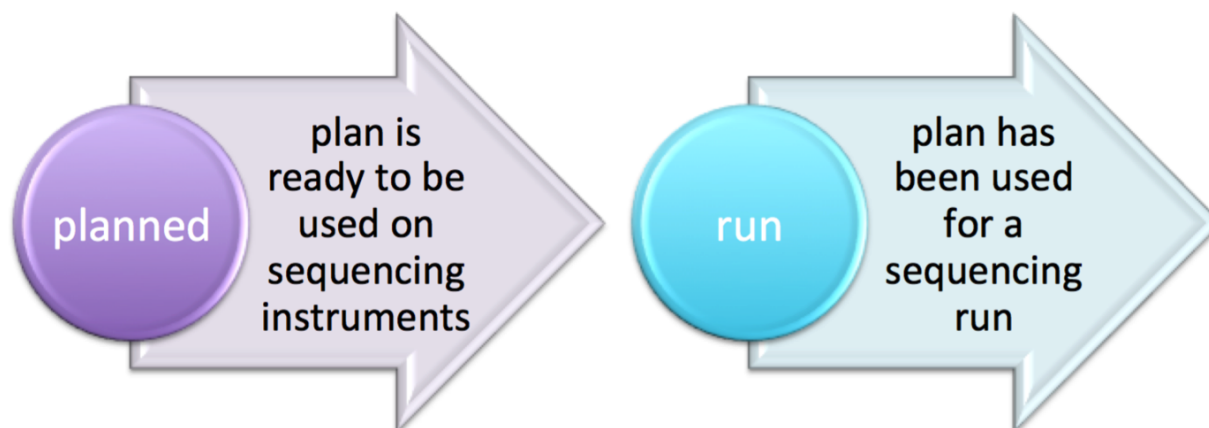 planned
plan is
ready to be
used on
sequencing
instruments
run
plan has
been used
for a
sequencing
run